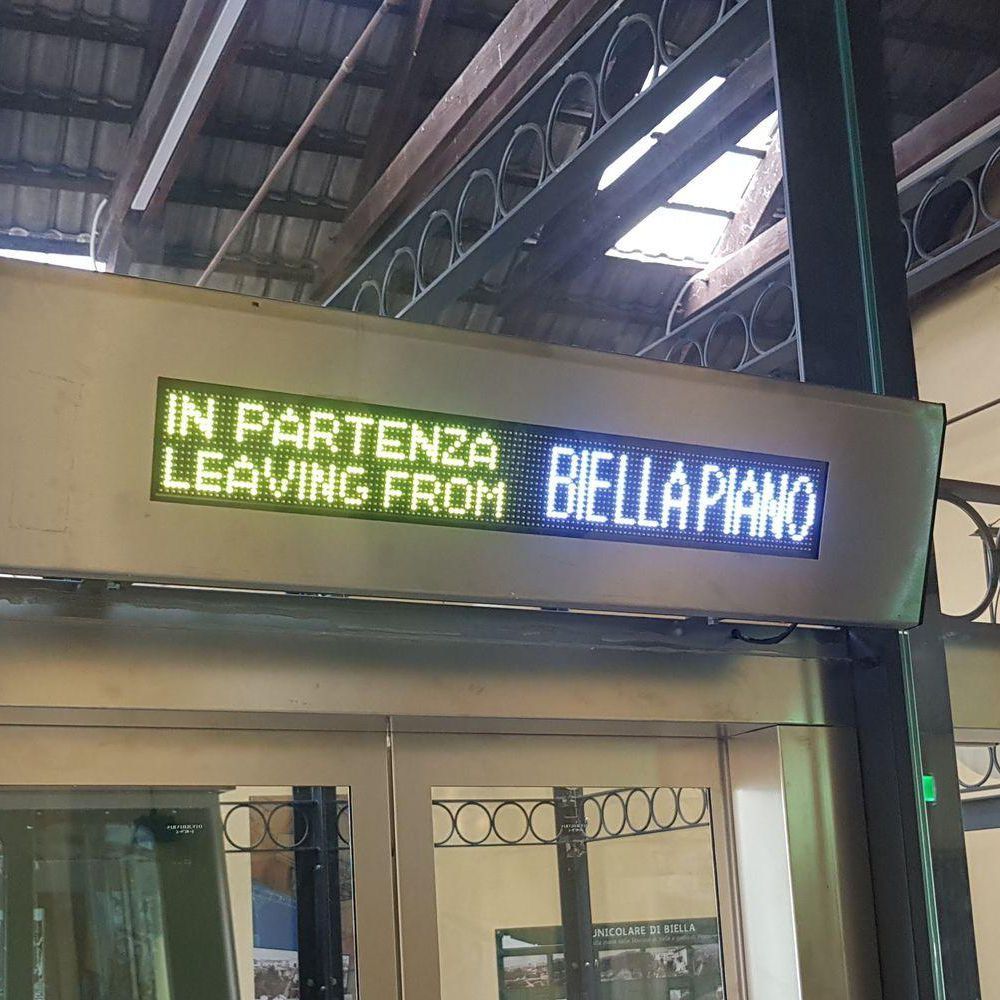 IN PARTENZA
LEAVING FROM
BIELLA PIANO
UNICOLARE DI BIELLA